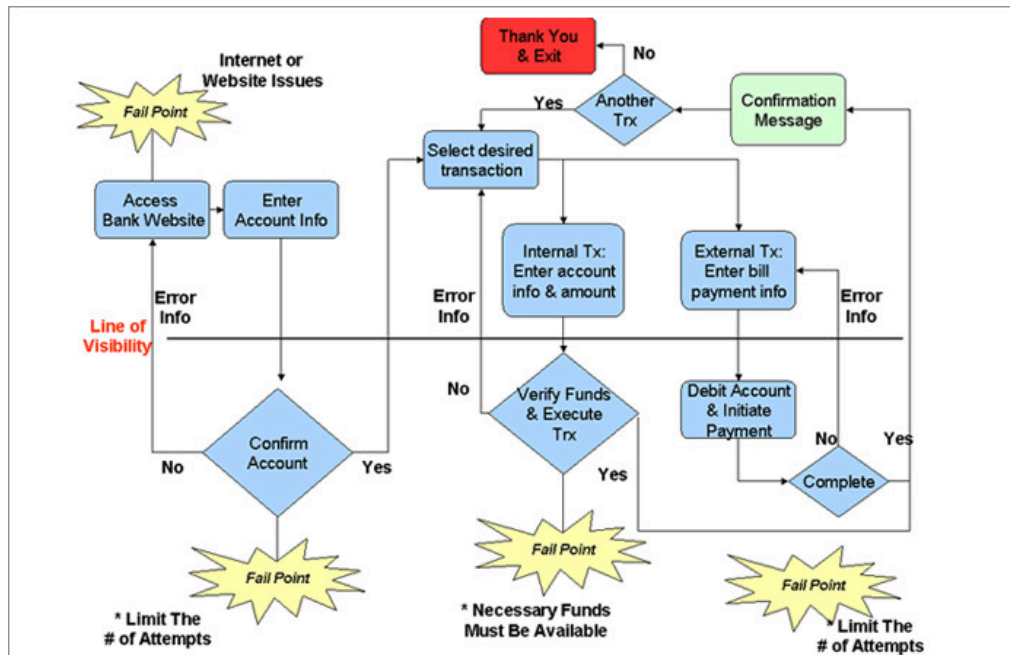 Thank You
& Exit
Internet or
Website Issues
No
Fail Point
Yes
Another
Trx
Confirmation
Message
Select desired
transaction
Access
Bank Website
Enter
Account Info
Internal Tx:
Enter account
info & amount
External Tx:
Enter bill
payment info
Error
Info
Error
Info
Error
Info
Line of
Visibility
No
Verify Funds
& Execute
Trx
Debit Account
& Initiate
Payment
No
Yes
Confirm
Account
No
Yes
Yes
Complete
Fail Point
Fail Point
Fail Point
* Limit The
# of Attempts
* Necessary Funds
Must Be Available
* Limit The
# of Attempts